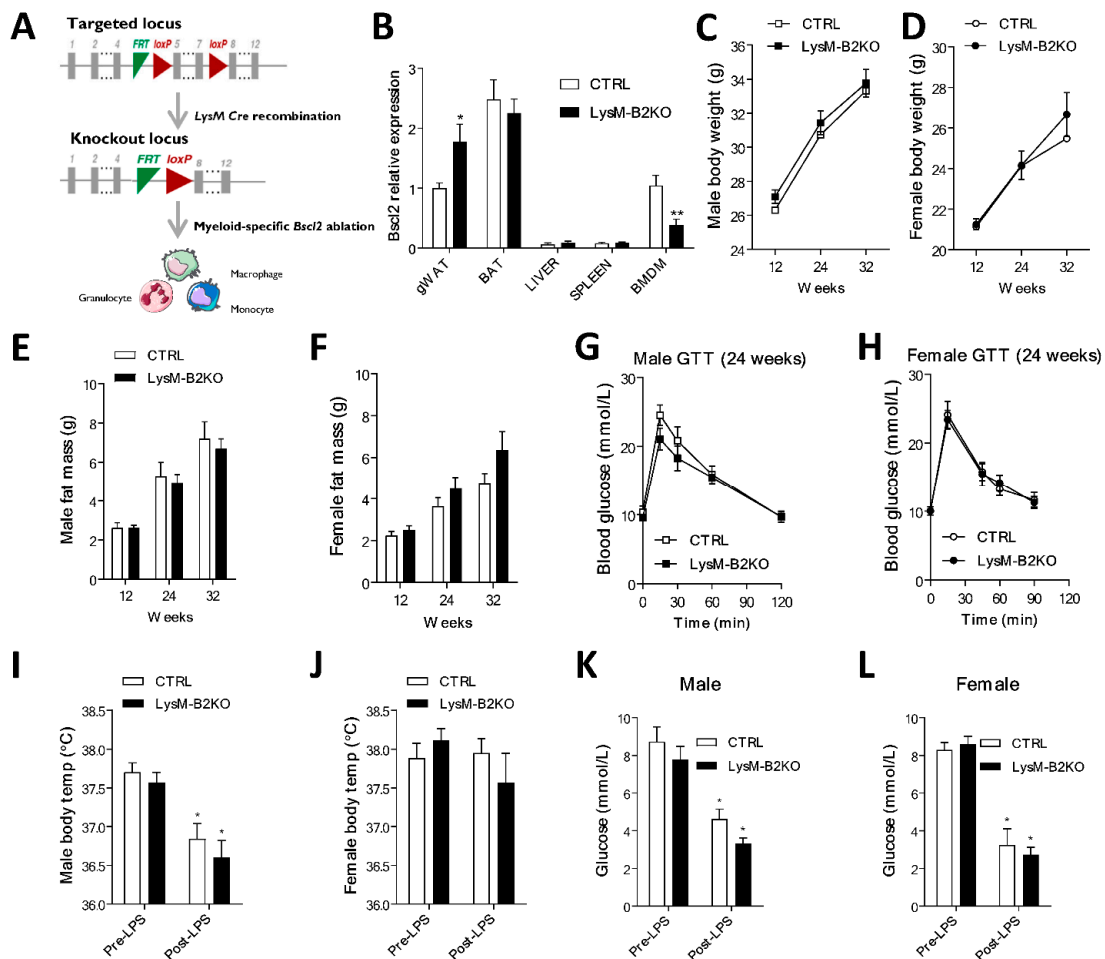 A
Targeted locus
1 2 4 FRT loxP 5 7 loxP 8 12
LysM Cre recombination
Knockout locus
1 2 4 FRT loxP 8 12
Myeloid-specific Bscl2 ablation
Macrophage
Granulocyte
Monocyte
B
CTRL
LysM-B2KO
Bscl2 relative expression
3
2
1
0
*
**
gWAT BAT LIVER SPLEEN BMDM
C
CTRL
LysM-B2KO
Male body weight (g)
36
34
32
30
28
26
24
12 24 32
Weeks
D
CTRL
LysM-B2KO
Female body weight (g)
28
26
24
22
20
12 24 32
Weeks
E
CTRL
LysM-B2KO
Male fat mass (g)
10
8
6
4
2
0
12 24 32
Weeks
F
CTRL
LysM-B2KO
Female fat mass (g)
10
8
6
4
2
0
12 24 32
Weeks
G
Male GTT (24 weeks)
Blood glucose (mmol/L)
30
20
10
0
CTRL
LysM-B2KO
0 30 60 90 120
Time (min)
H
Female GTT (24 weeks)
Blood glucose (mmol/L)
30
20
10
0
CTRL
LysM-B2KO
0 30 60 90 120
Time (min)
I
CTRL
LysM-B2KO
Male body temp (°C)
38.5
38.0
37.5
37.0
36.5
36.0
* *
Pre-LPS Post-LPS
J
CTRL
LysM-B2KO
Female body temp (°C)
38.5
38.0
37.5
37.0
36.5
36.0
Pre-LPS Post-LPS
K
Male
Glucose (mmol/L)
10
8
6
4
2
0
CTRL
LysM-B2KO
* *
Pre-LPS Post-LPS
L
Female
Glucose (mmol/L)
10
8
6
4
2
0
CTRL
LysM-B2KO
* *
Pre-LPS Post-LPS